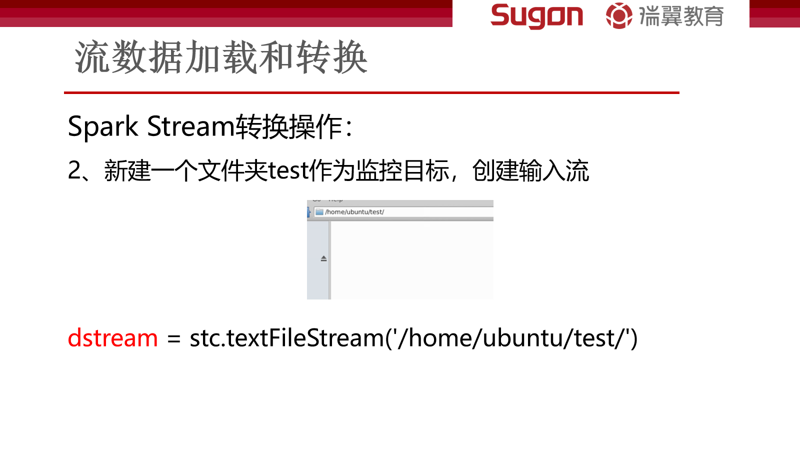 Sugon 瑞翼教育
流数据加载和转换
Spark Stream转换操作：
2、新建一个文件夹test作为监控目标，创建输入流
/home/ubuntu/test/
dstream = stc.textFileStream('/home/ubuntu/test/')